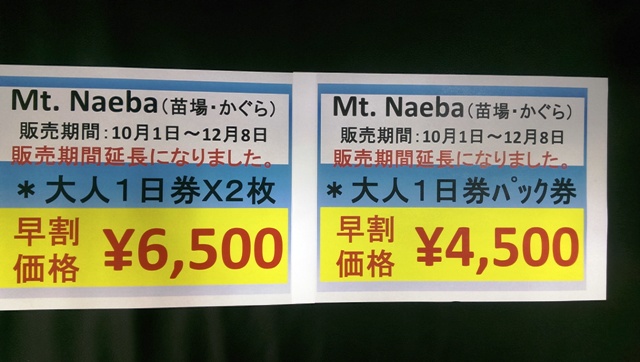 Mt. Naeba(苗場・かぐら)
販売期間:10月1日～12月8日
販売期間延長になりました。
＊大人１日券X２枚
早割
価格
¥6,500
Mt. Naeba(苗場・かぐら)
販売期間:10月1日～12月8日
販売期間延長になりました。
＊大人１日券ﾊﾟｯｸ券
早割
価格
¥4,500